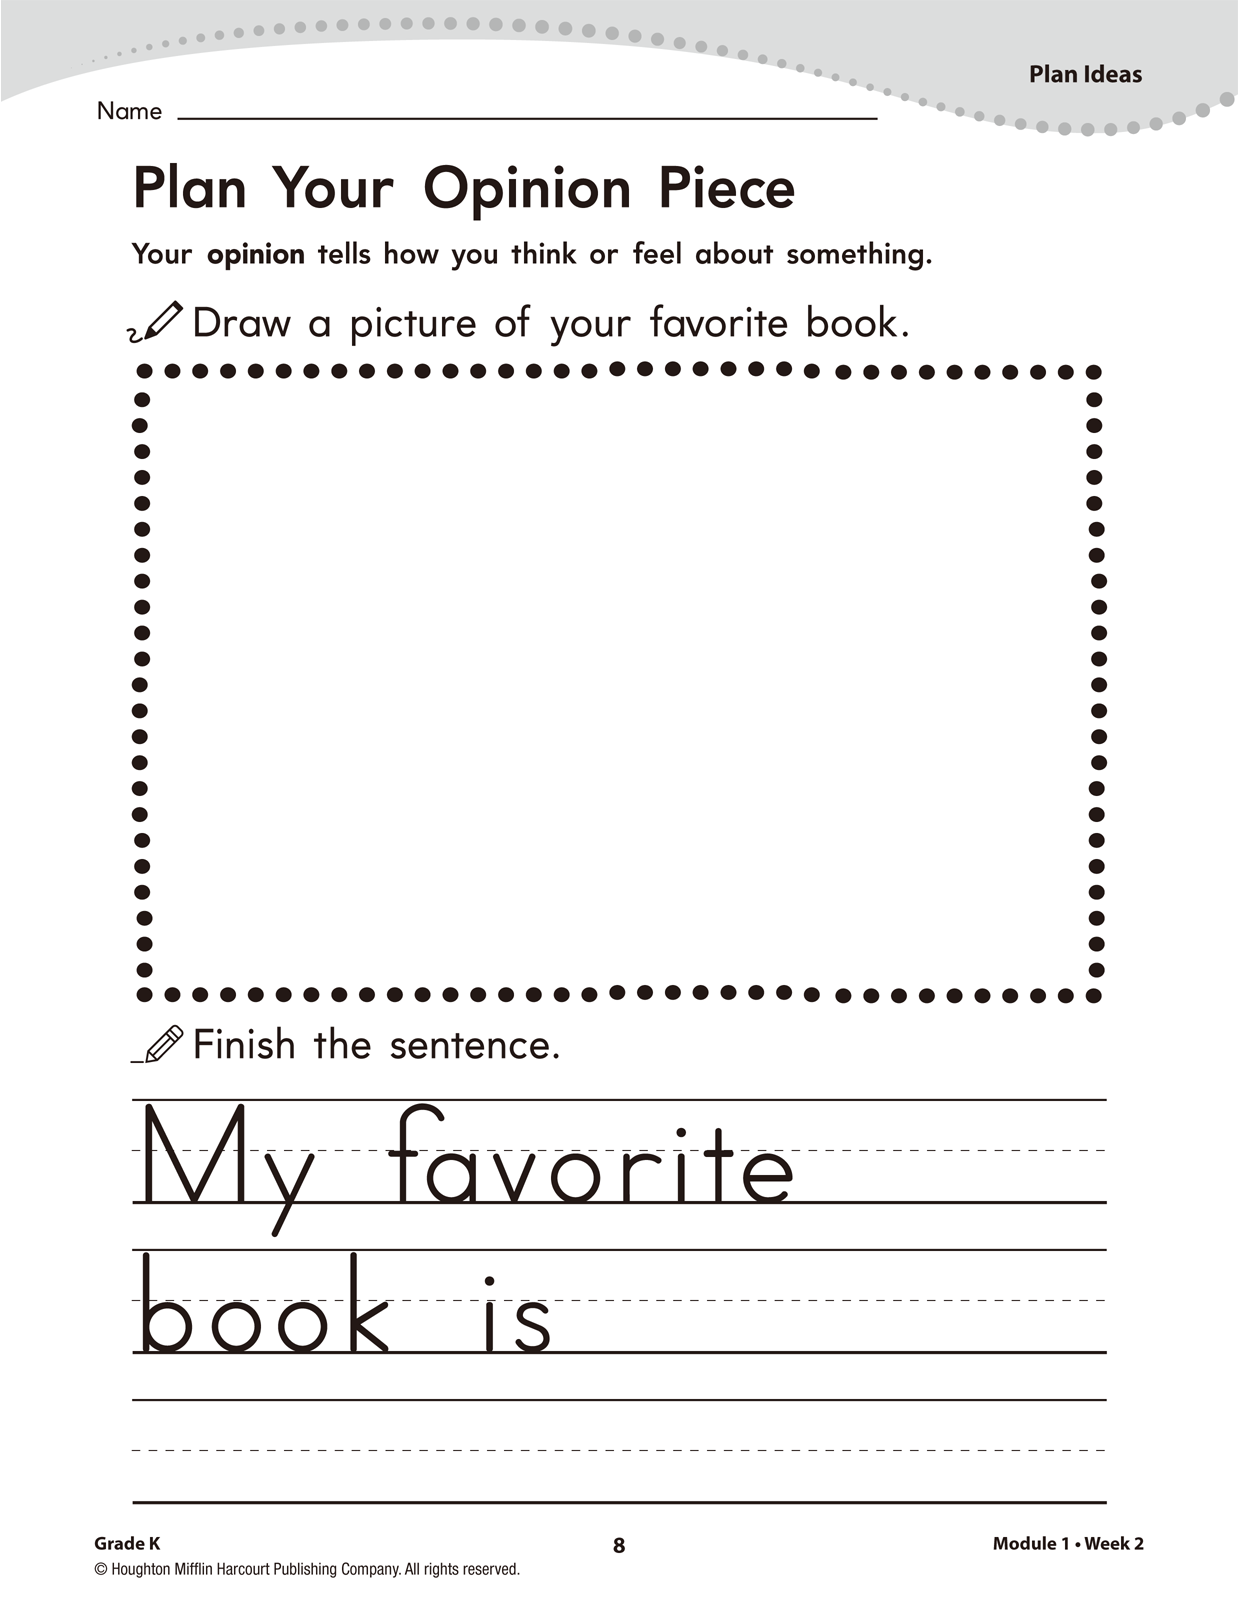 Plan Ideas
Name
Plan Your Opinion Piece
Your opinion tells how you think or feel about something.
Draw a picture of your favorite book.
Finish the sentence.
My favorite
book is
Grade K 8 Module 1 • Week 2
© Houghton Mifflin Harcourt Publishing Company. All rights reserved.